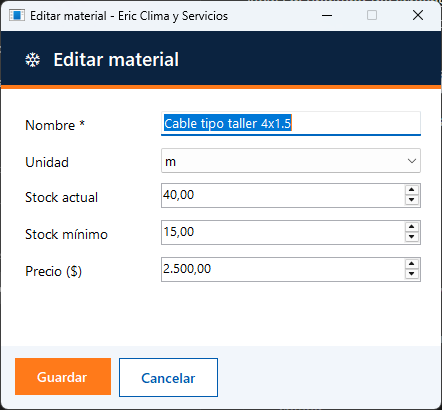 Editar material - Eric Clima y Servicios
Editar material
Nombre *
Cable tipo taller 4x1.5
Unidad
m
Stock actual
40,00
Stock mínimo
15,00
Precio ($)
2.500,00
Guardar
Cancelar